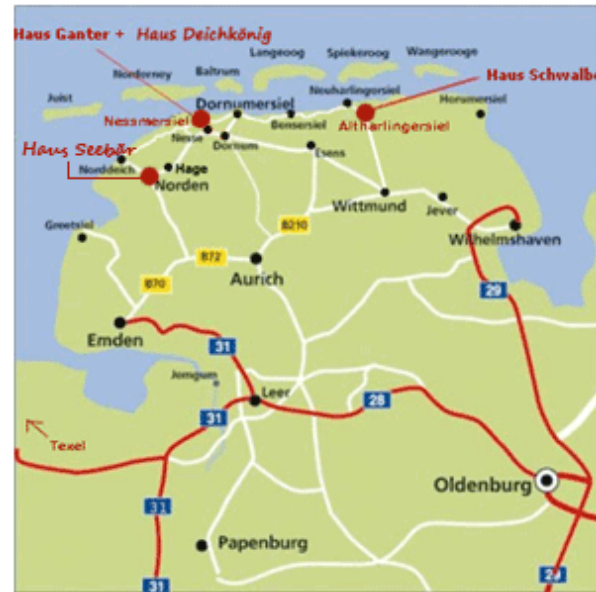 Haus Ganter + Haus Deichkönig
Langeoog
Spiekeroog
Wangerooge
Baltrum
Norderney
Juist
Haus Schwalbe
Neuharlingersiel
Horumersiel
Dornumersiel
Nessmersiel
Bensersiel
Altharlingersiel
Nesse
Dornum
Esens
Haus Seebär
Norddeich
Hage
Norden
Wittmund
Jever
Greetsiel
B210
Wilhelmshaven
B72
Aurich
B70
29
Emden
31
Jemgum
Leer
28
31
Texel
Oldenburg
31
Papenburg
31
29